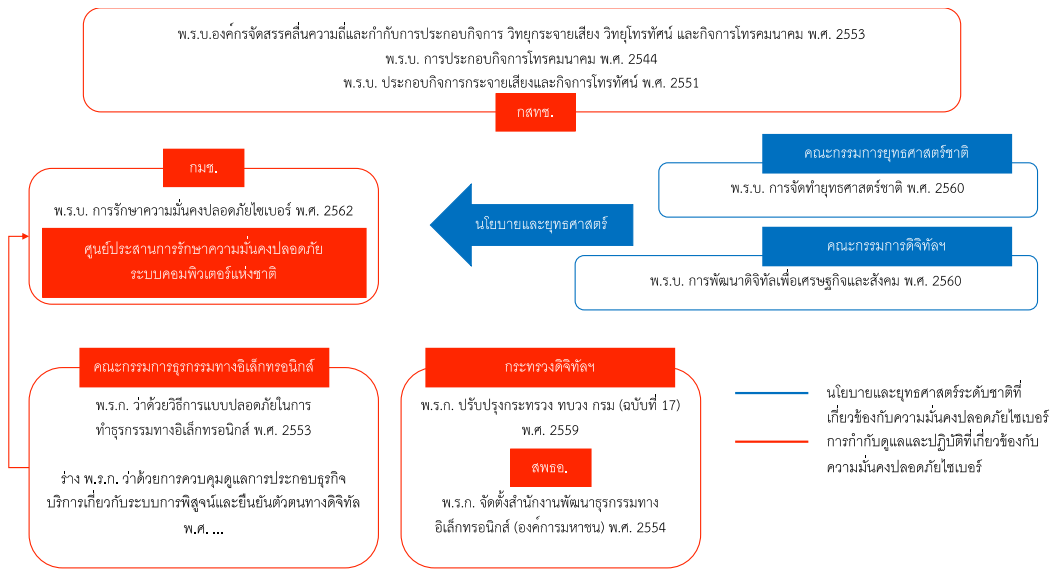 พ.ร.บ.องค์กรจัดสรรคลื่นความถี่และกำกับการประกอบกิจการ วิทยุกระจายเสียง วิทยุโทรทัศน์ และกิจการโทรคมนาคม พ.ศ. 2553
พ.ร.บ. การประกอบกิจการโทรคมนาคม พ.ศ. 2544
พ.ร.บ. ประกอบกิจการกระจายเสียงและกิจการโทรทัศน์ พ.ศ. 2551
กสทช.
กมช.
พ.ร.บ. การรักษาความมั่นคงปลอดภัยไซเบอร์ พ.ศ. 2562
ศูนย์ประสานการรักษาความมั่นคงปลอดภัย
ระบบคอมพิวเตอร์แห่งชาติ
นโยบายและยุทธศาสตร์
คณะกรรมการยุทธศาสตร์ชาติ
พ.ร.บ. การจัดทำยุทธศาสตร์ชาติ พ.ศ. 2560
คณะกรรมการดิจิทัลฯ
พ.ร.บ. การพัฒนาดิจิทัลเพื่อเศรษฐกิจและสังคม พ.ศ. 2560
คณะกรรมการธุรกรรมทางอิเล็กทรอนิกส์
พ.ร.ก. ว่าด้วยวิธีการแบบปลอดภัยในการ
ทำธุรกรรมทางอิเล็กทรอนิกส์ พ.ศ. 2553
ร่าง พ.ร.ก. ว่าด้วยการควบคุมดูแลการประกอบธุรกิจ
บริการเกี่ยวกับระบบการพิสูจน์และยืนยันตัวตนทางดิจิทัล
พ.ศ. ...
กระทรวงดิจิทัลฯ
พ.ร.ก. ปรับปรุงกระทรวง ทบวง กรม (ฉบับที่ 17)
พ.ศ. 2559
สพธอ.
พ.ร.ก. จัดตั้งสำนักงานพัฒนาธุรกรรมทาง
อิเล็กทรอนิกส์ (องค์การมหาชน) พ.ศ. 2554
นโยบายและยุทธศาสตร์ระดับชาติที่
เกี่ยวข้องกับความมั่นคงปลอดภัยไซเบอร์
การกำกับดูแลและปฏิบัติที่เกี่ยวข้องกับ
ความมั่นคงปลอดภัยไซเบอร์